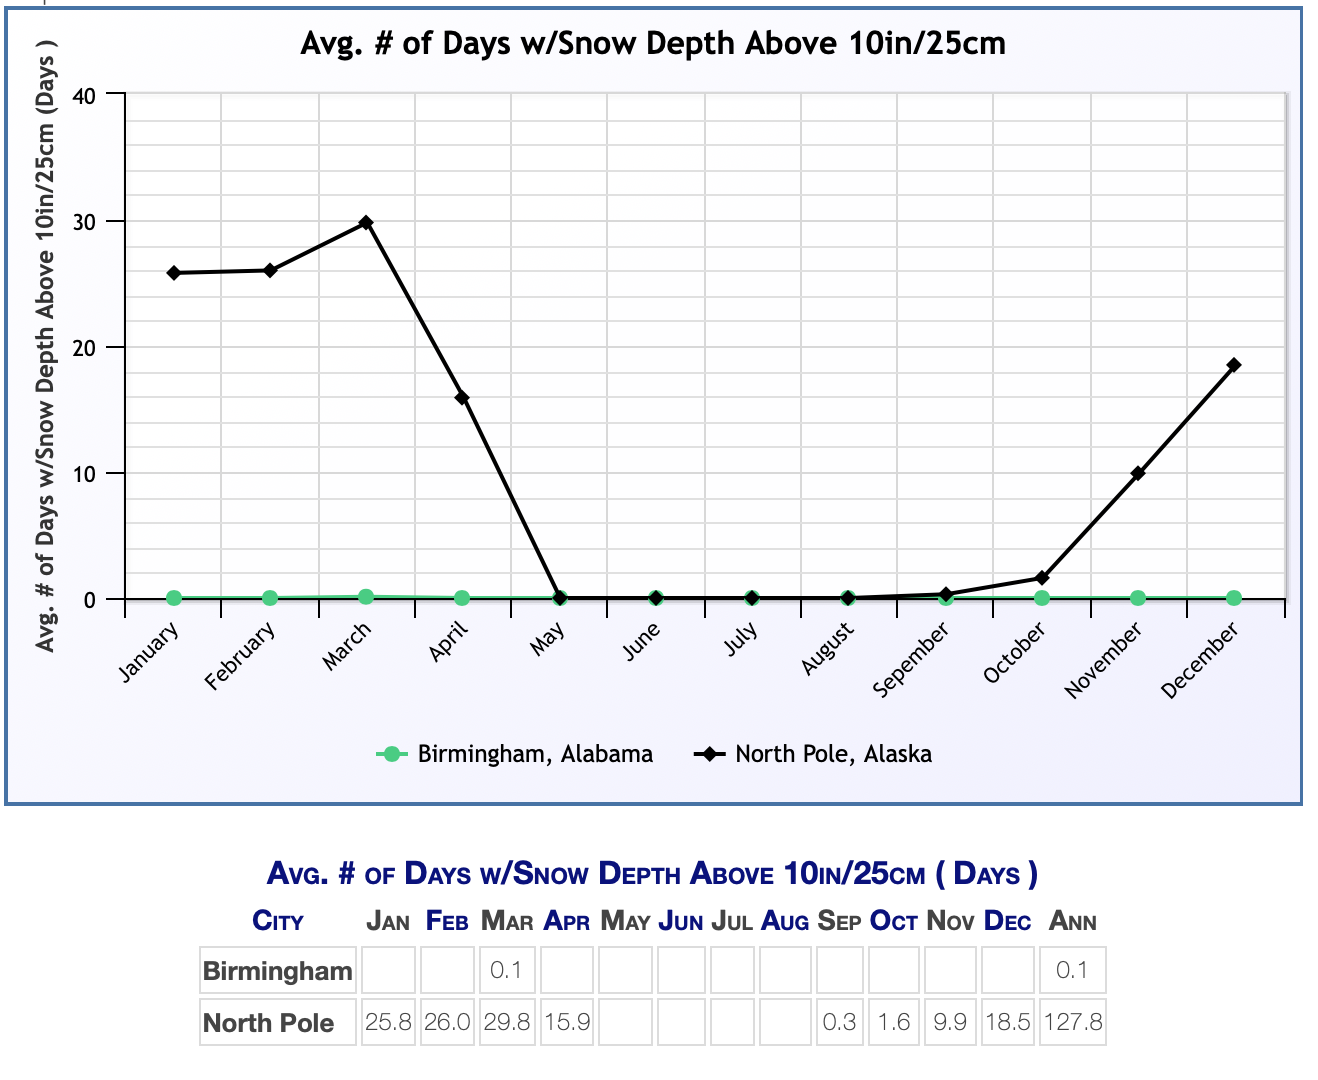 Avg. # of Days w/Snow Depth Above 10in/25cm
Avg. # of Days w/Snow Depth Above 10in/25cm (Days )
40
30
20
10
0
January
February
March
April
May
June
July
August
Sepember
October
November
December
Birmingham, Alabama North Pole, Alaska
Avg. # of Days w/Snow Depth Above 10in/25cm ( Days )
City Jan Feb Mar Apr May Jun Jul Aug Sep Oct Nov Dec Ann
Birmingham 0.1 0.1
North Pole 25.8 26.0 29.8 15.9 0.3 1.6 9.9 18.5 127.8